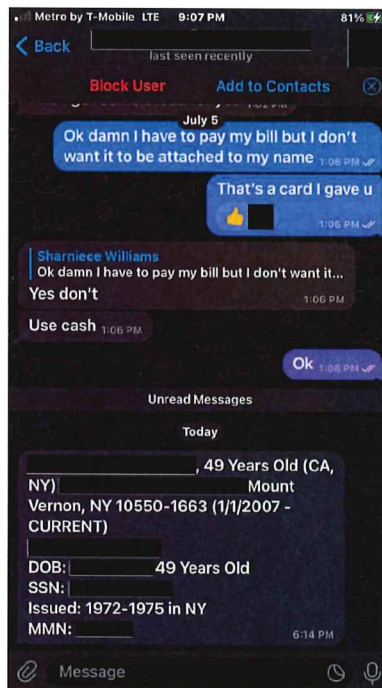 Metro by T-Mobile LTE 9:07 PM 81%
Back
last seen recently
Block User Add to Contacts
July 5
Ok damn I have to pay my bill but I don't
want it to be attached to my name 1:06 PM
That's a card I gave u
👍
1:06 PM
Sharniece Williams
Ok damn I have to pay my bill but I don't want it...
Yes don't
1:06 PM
Use cash 1:06 PM
Ok 1:06 PM
Unread Messages
Today
, 49 Years Old (CA,
NY) Mount
Vernon, NY 10550-1663 (1/1/2007 -
CURRENT)
DOB: 49 Years Old
SSN:
Issued: 1972-1975 in NY
MMN:
6:14 PM
Message